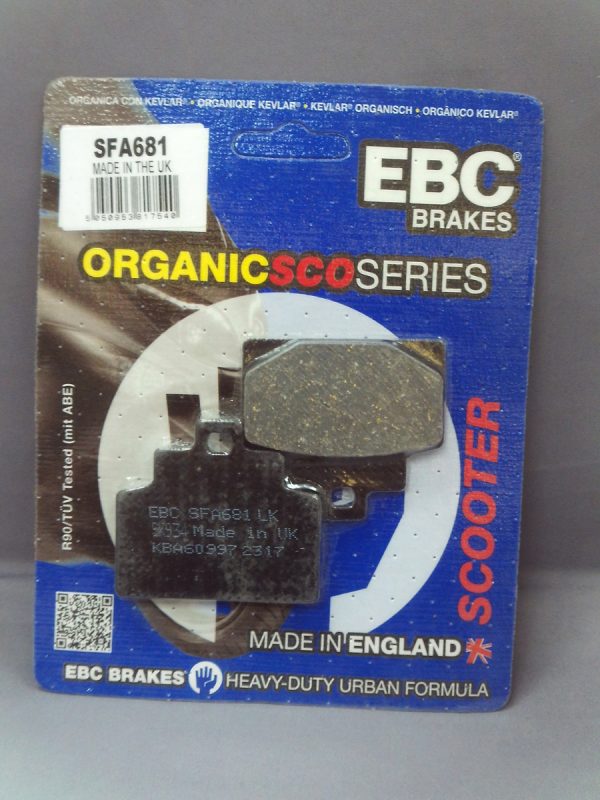 ORGANICA CON KEVLAR® • ORGANIQUE KEVLAR® • KEVLAR® ORGANISCH • ORGÂNICO KEVLAR®
SFA681
MADE IN THE UK
5050953817540
EBC®
BRAKES
ORGANICSCOSERIES
R90/TÜV Tested (mit ABE)
SCOOTER
EBC SFA681 LK
Made in UK
KBA60997 2317
MADE IN ENGLAND
EBC BRAKES HEAVY-DUTY URBAN FORMULA